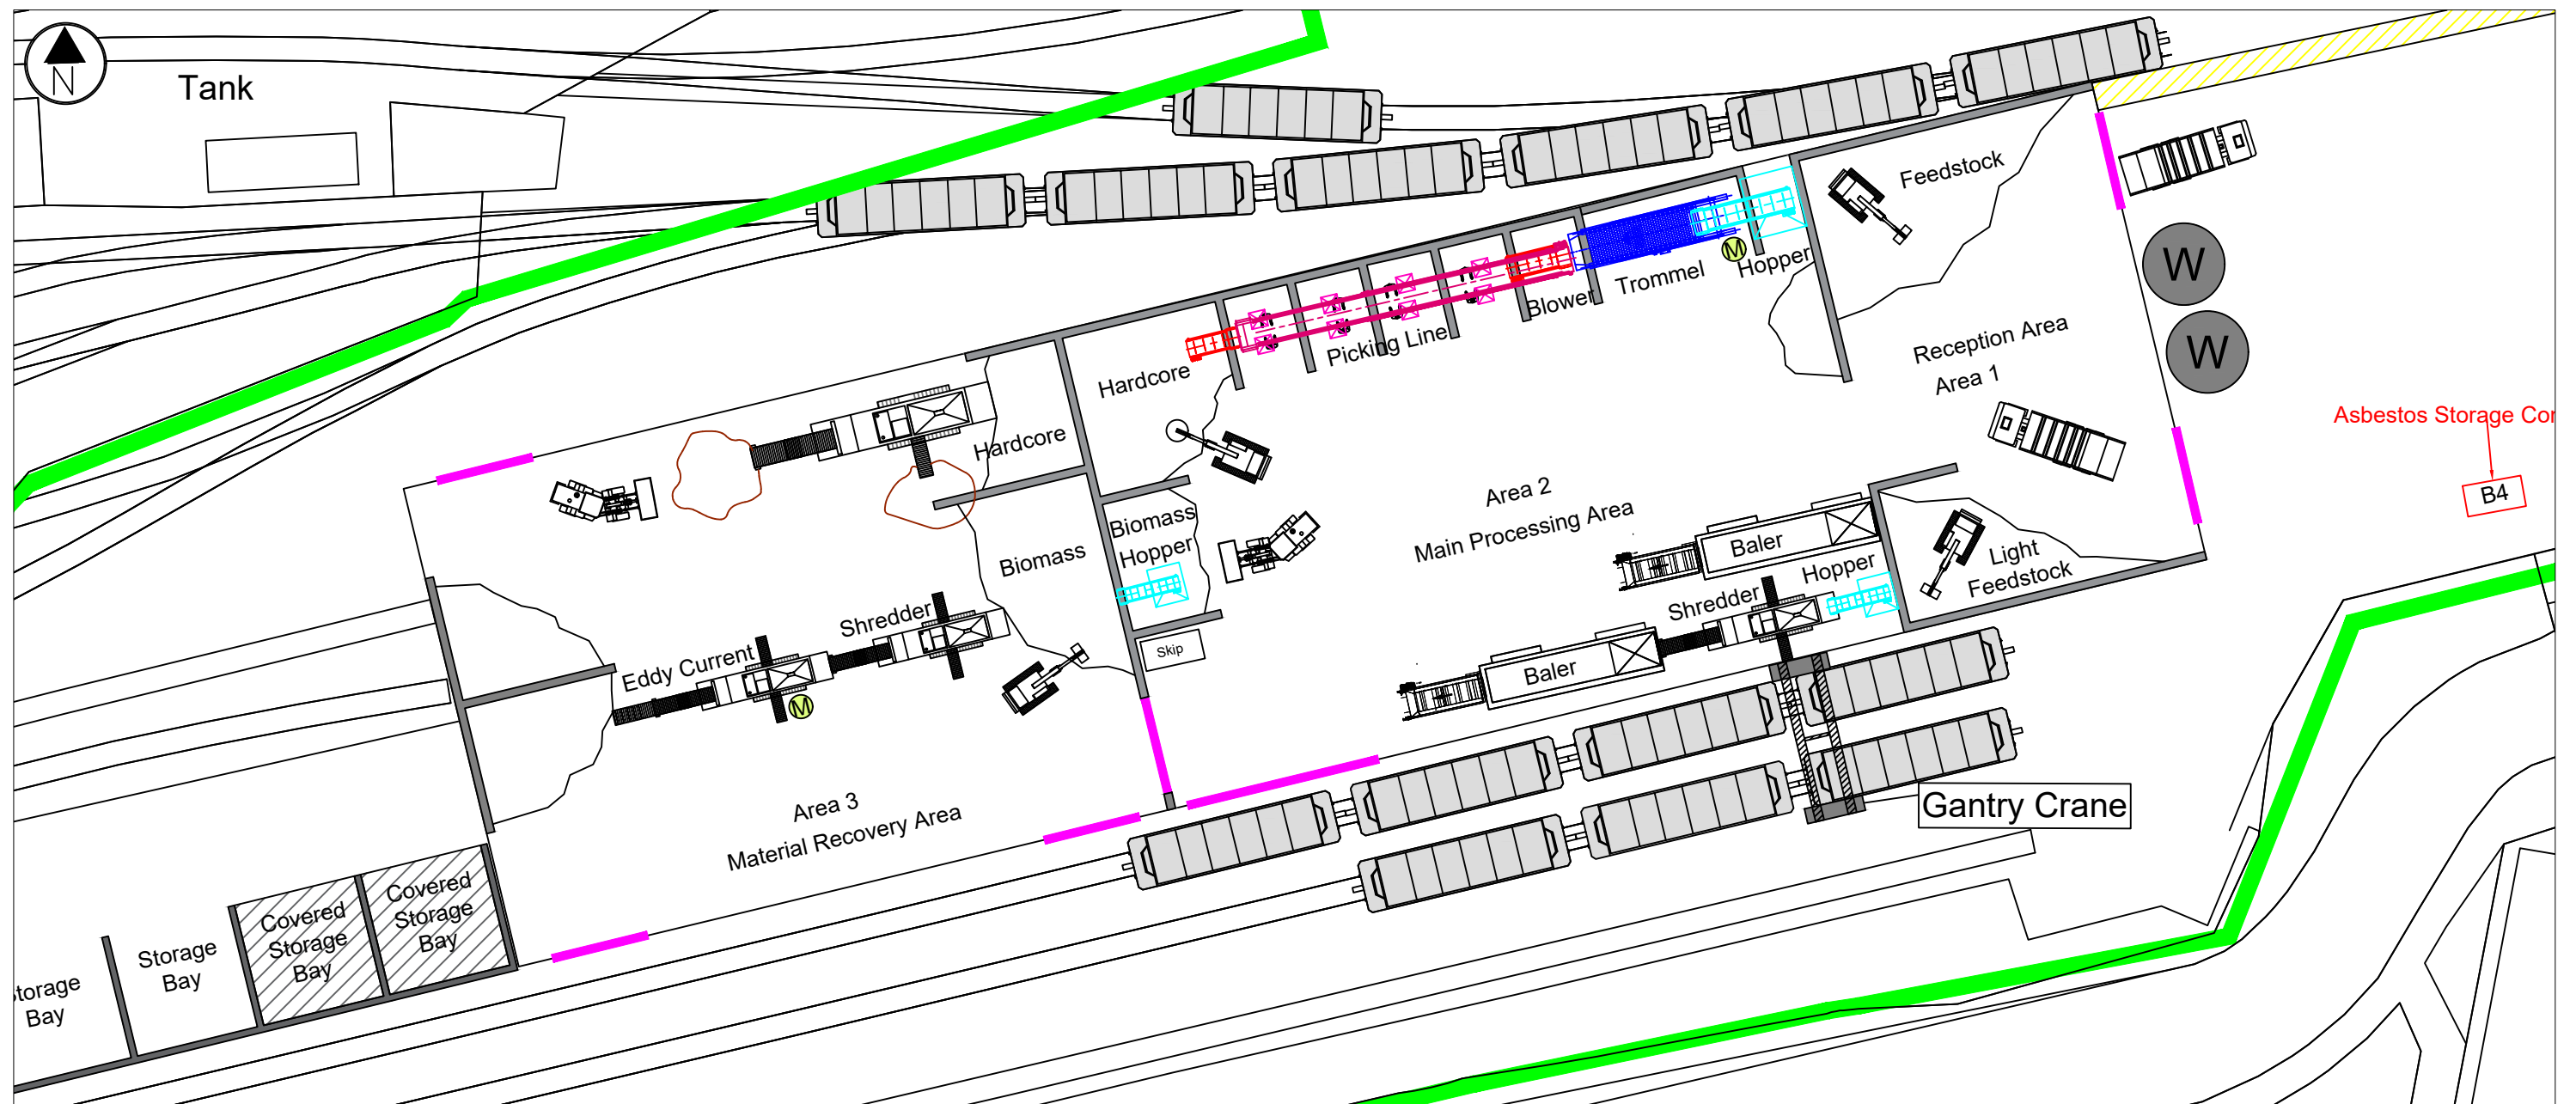 N
Tank
Feedstock
W
W
Hopper
M
Trommel
Blower
Picking Line
Hardcore
Reception Area
Area 1
Asbestos Storage Co
B4
Hardcore
Biomass
Hopper
Biomass
Area 2
Main Processing Area
Baler
Hopper
Light
Feedstock
Shredder
Baler
Skip
Shredder
Eddy Current
M
Gantry Crane
Area 3
Material Recovery Area
Covered
Storage
Bay
Covered
Storage
Bay
Storage
Bay
torage
Bay